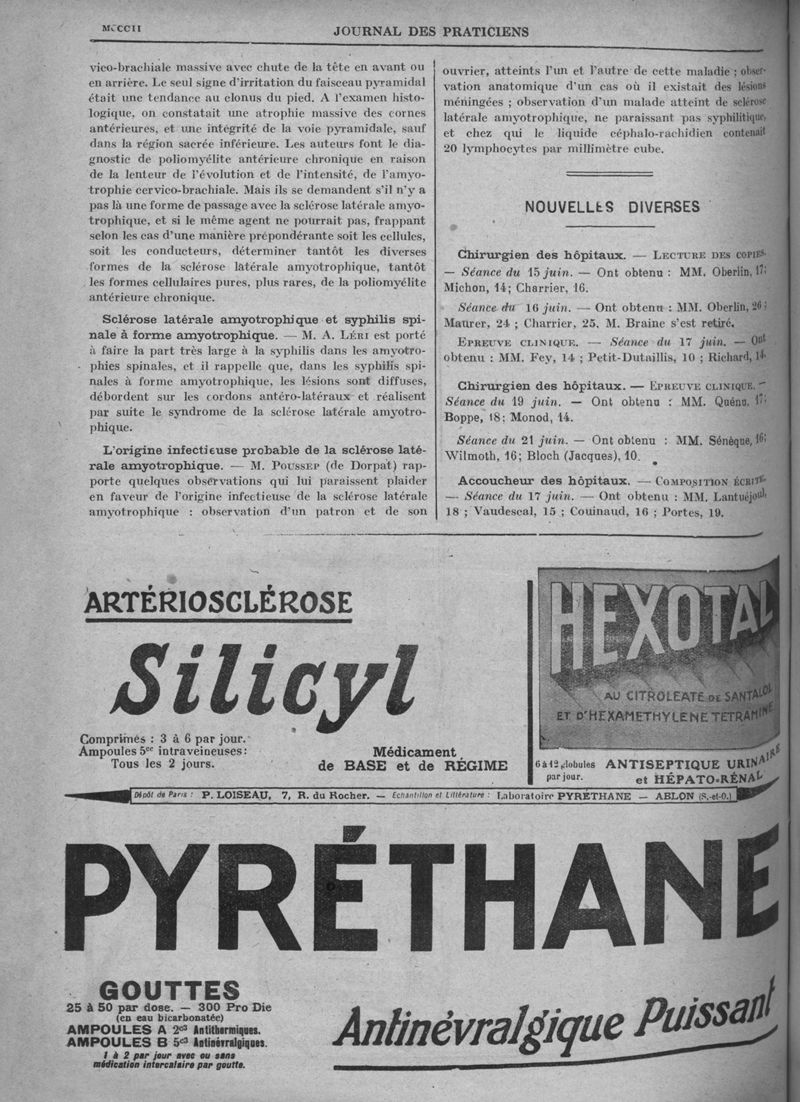 MCCCII
JOURNAL DES PRATICIENS
vico-brachiale massive avec chute de la tête en avant ou
en arrière. Le seul signe d'irritation du faisceau pyramidal
était une tendance au clonus du pied. A l'examen histo-
logique, on constatait une atrophie massive des cornes
antérieures, et une intégrité de la voie pyramidale, sauf
dans la région sacrée inférieure. Les auteurs font le dia-
gnostic de poliomyélite antérieure chronique en raison
de la lenteur de l'évolution et de l'intensité, de l'amyo-
trophie cervico-brachiale. Mais ils se demandent s'il n'y a
pas là une forme de passage avec la sclérose latérale amyo-
trophique, et si le même agent ne pourrait pas, frappant
selon les cas d'une manière prépondérante soit les cellules,
soit les conducteurs, déterminer tantôt les diverses
formes de la sclérose latérale amyotrophique, tantôt
les formes cellulaires pures, plus rares, de la poliomyélite
antérieure chronique.
Sclérose latérale amyotrophique et syphilis spi-
nale à forme amyotrophique. — M. A. LÉRI est porté
à faire la part très large à la syphilis dans les amyotro-
phies spinales, et il rappelle que, dans les syphilis spi-
nales à forme amyotrophique, les lésions sont diffuses,
débordent sur les cordons antéro-latéraux et réalisent
par suite le syndrome de la sclérose latérale amyotro-
phique.
L'origine infectieuse probable de la sclérose laté-
rale amyotrophique. — M. POUSSEP (de Dorpat) rap-
porte quelques observations qui lui paraissent plaider
en faveur de l'origine infectieuse de la sclérose latérale
amyotrophique : observation d'un patron et de son
ouvrier, atteints l'un et l'autre de cette maladie ; obser-
vation anatomique d'un cas où il existait des lésions
méningées ; observation d'un malade atteint de sclérose
latérale amyotrophique, ne paraissant pas syphilitique,
et chez qui le liquide céphalo-rachidien contenait
20 lymphocytes par millimètre cube.
NOUVELLES DIVERSES
Chirurgien des hôpitaux. — LECTURE DES COPIES.
— Séance du 15 juin. — Ont obtenu : MM. Oberlin, 17;
Michon, 14; Charrier, 16.
Séance du 16 juin. — Ont obtenu : MM. Oberlin, 26 ;
Maurer, 24 ; Charrier, 25. M. Braine s'est retiré.
EPREUVE CLINIQUE. — Séance du 17 juin. — Ont
obtenu : MM. Fey, 14 ; Petit-Dutaillis, 10 ; Richard, 14.
Chirurgien des hôpitaux. — EPREUVE CLINIQUE. —
Séance du 19 juin. — Ont obtenu : MM. Quénu, 17;
Boppe, 18; Monod, 14.
Séance du 21 juin. — Ont obtenu : MM. Sénèque, 16;
Wilmoth, 16; Bloch (Jacques), 10.
Accoucheur des hôpitaux. — COMPOSITION ÉCRITE.
— Séance du 17 juin. — Ont obtenu : MM. Lantuéjoul,
18 ; Vaudescal, 15 ; Couinaud, 16 ; Portes, 19.
ARTÉRIOSCLÉROSE
Silicyl
Comprimés : 3 à 6 par jour.
Ampoules 5cc intraveineuses :
Tous les 2 jours.
Médicament
de BASE et de RÉGIME
HEXOTAL
AU CITROLEATE DE SANTALOL
ET D'HEXAMETHYLENE TETRAMINE
6 à 12 globules
par jour.
ANTISEPTIQUE URINAIRE
et HÉPATO-RÉNAL
Dépôt de Paris : P. LOISEAU, 7, R. du Rocher. — Échantillon et Littérature : Laboratoire PYRÉTHANE — ABLON (S.-et-O.)
PYRÉTHANE
GOUTTES
25 à 50 par dose. — 300 Pro Die
(en eau bicarbonatée)
AMPOULES A 2cs Antithermiques.
AMPOULES B 5cs Antinévralgiques.
1 à 2 par jour avec ou sans
médication intercalaire par goutte.
Antinévralgique Puissant